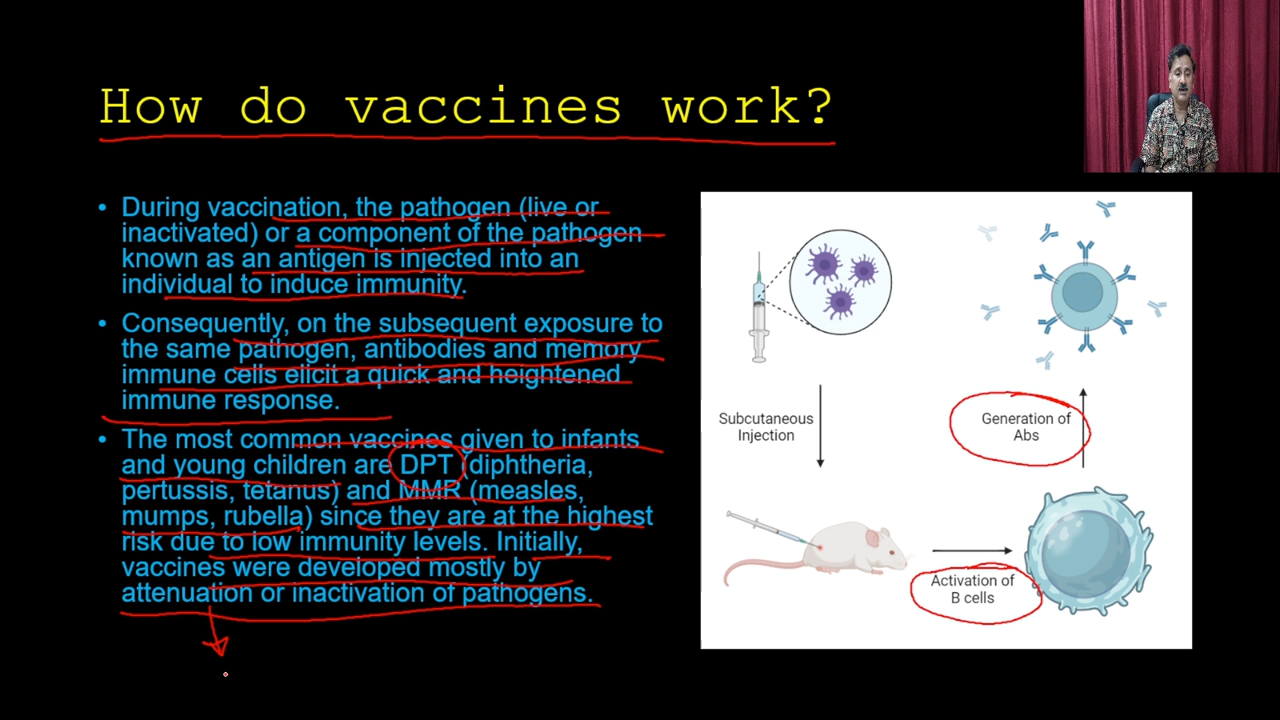 How do vaccines work?
• During vaccination, the pathogen (live or
inactivated) or a component of the pathogen
known as an antigen is injected into an
individual to induce immunity.
• Consequently, on the subsequent exposure to
the same pathogen, antibodies and memory
immune cells elicit a quick and heightened
immune response.
• The most common vaccines given to infants
and young children are DPT (diphtheria,
pertussis, tetanus) and MMR (measles,
mumps, rubella) since they are at the highest
risk due to low immunity levels. Initially,
vaccines were developed mostly by
attenuation or inactivation of pathogens.
Subcutaneous
Injection
Generation of
Abs
Activation of
B cells